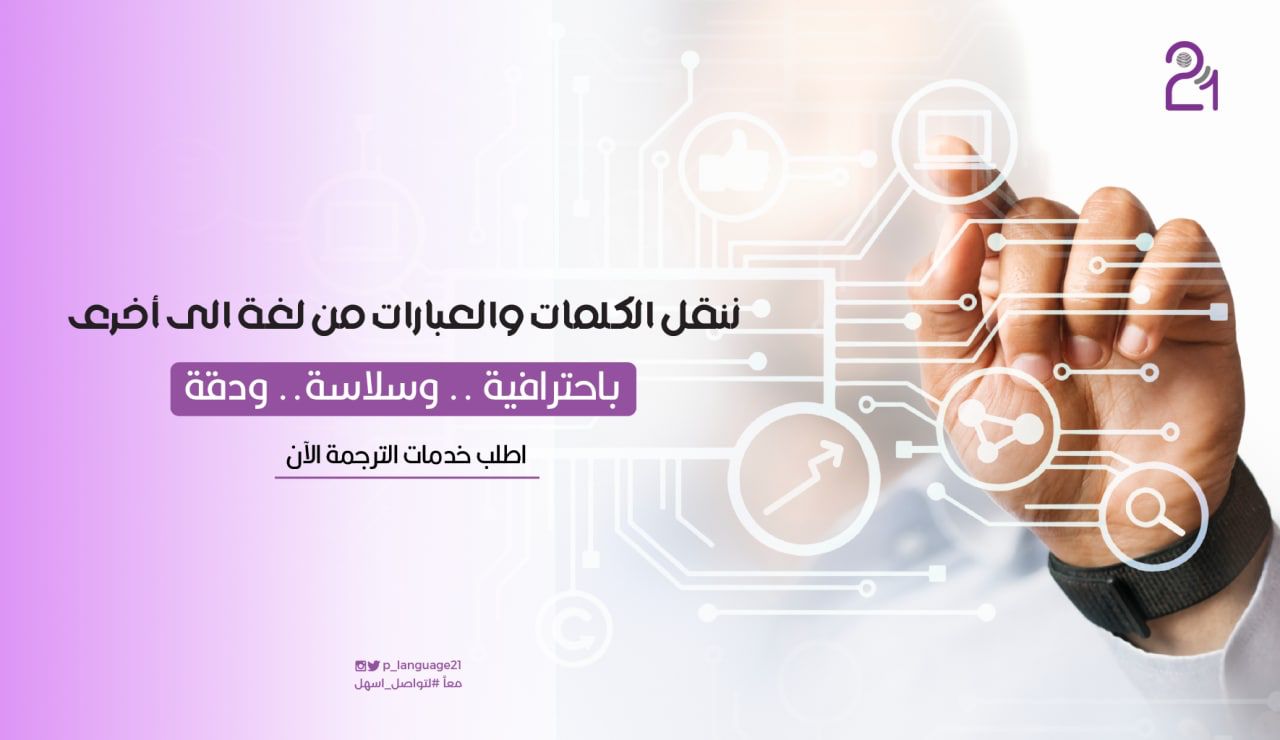 21
ننقل الكلمات والعبارات من لغة الى أخرى
باحترافية .. وسلاسة.. ودقة
اطلب خدمات الترجمة الآن
p_language21
معاً #لتواصل_اسهل